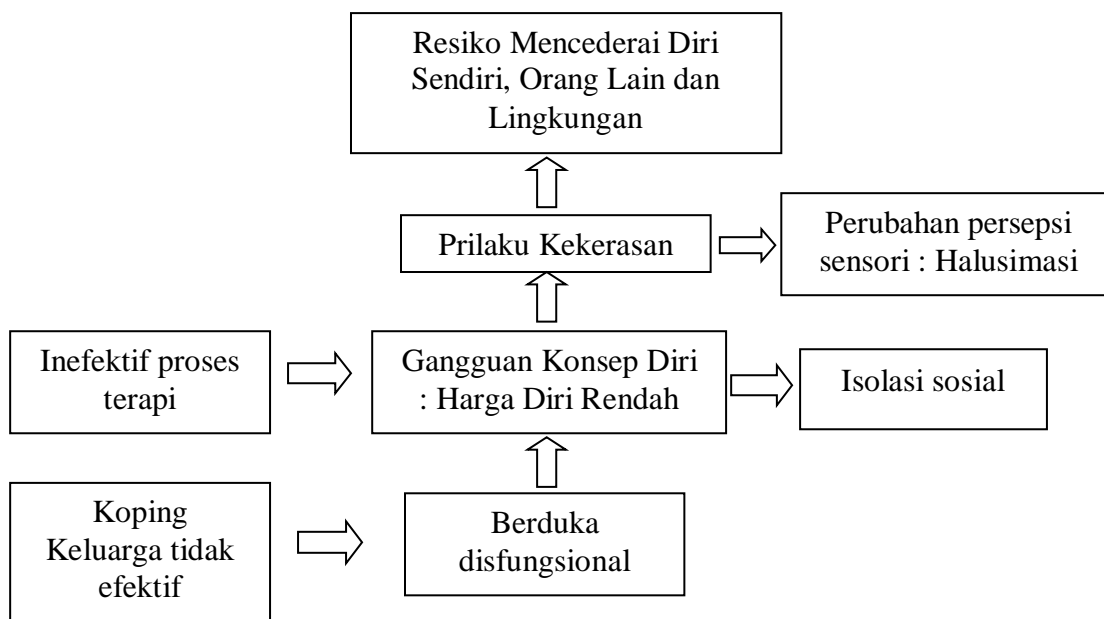 Resiko Mencederai Diri
Sendiri, Orang Lain dan
Lingkungan
Prilaku Kekerasan
Perubahan persepsi
sensori : Halusimasi
Inefektif proses
terapi
Gangguan Konsep Diri
: Harga Diri Rendah
Isolasi sosial
Koping
Keluarga tidak
efektif
Berduka
disfungsional